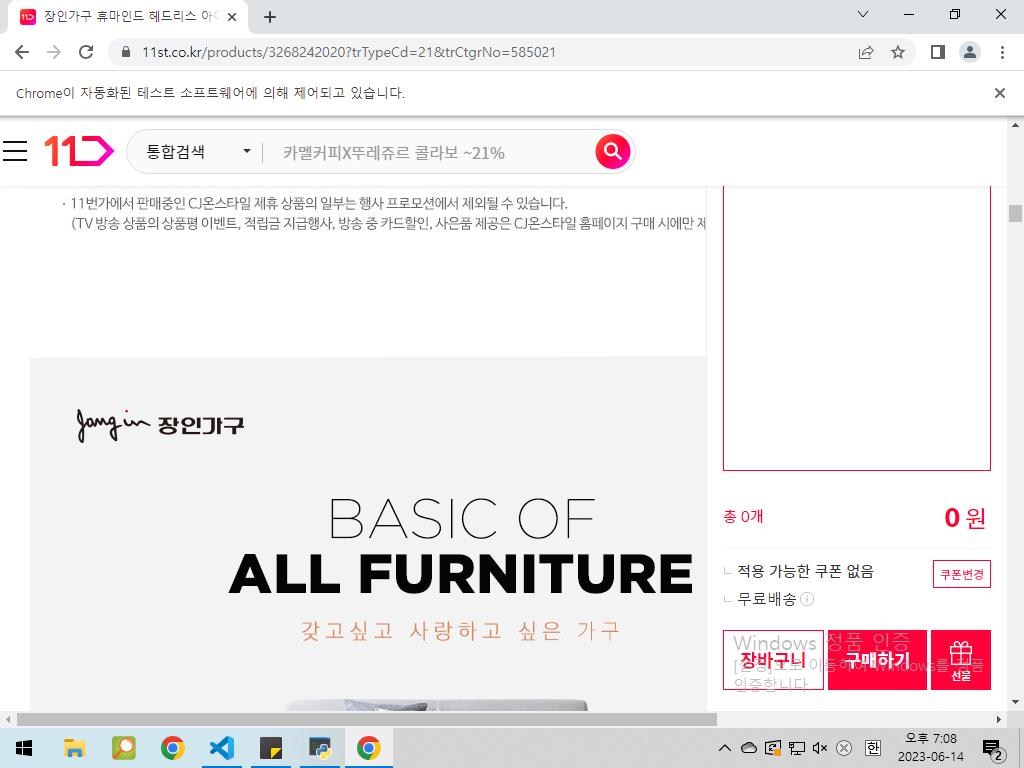 장인가구 휴마인드 헤드리스 아이
11st.co.kr/products/3268242020?trTypeCd=21&trCtgrNo=585021
Chrome이 자동화된 테스트 소프트웨어에 의해 제어되고 있습니다.
11
통합검색
카멜커피X뚜레쥬르 콜라보 ~21%
· 11번가에서 판매중인 CJ온스타일 제휴 상품의 일부는 행사 프로모션에서 제외될 수 있습니다.
(TV 방송 상품의 상품평 이벤트, 적립금 지급행사, 방송 중 카드할인, 사은품 제공은 CJ온스타일 홈페이지 구매 시에만 제
Jang in 장인가구
BASIC OF
ALL FURNITURE
갖고싶고 사랑하고 싶은 가구
총 0개
0 원
적용 가능한 쿠폰 없음
쿠폰변경
무료배송
장바구니
구매하기
선물
Windows 정품 인증
[설정]으로 이동하여 Windows를 정품
인증합니다.
한
오후 7:08
2023-06-14
2